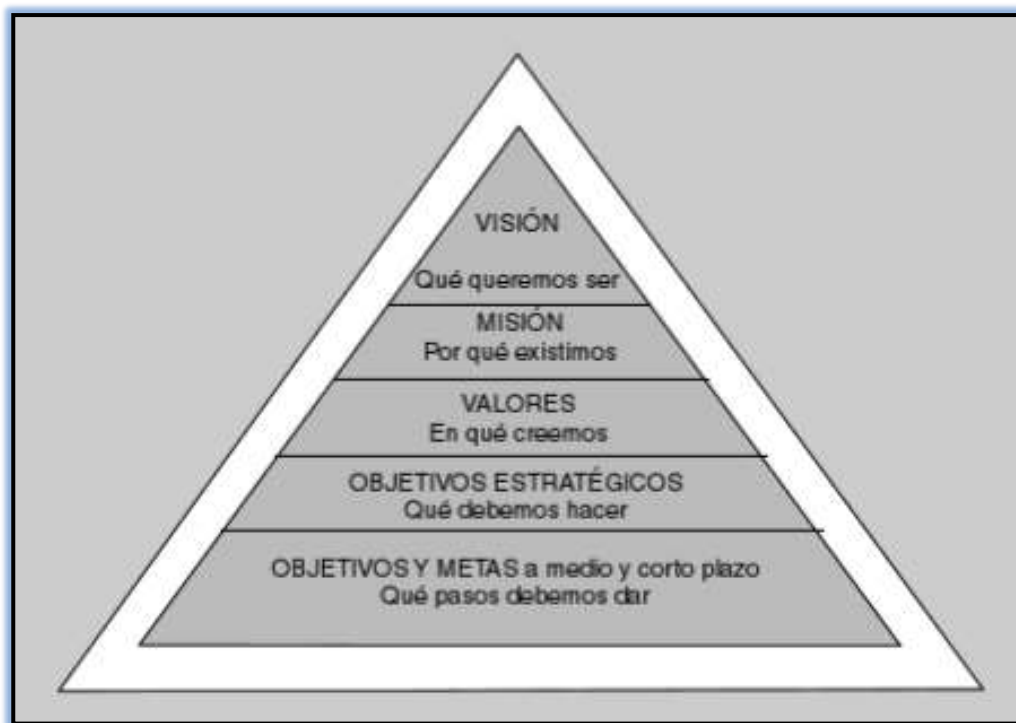 VISIÓN
Qué queremos ser
MISIÓN
Por qué existimos
VALORES
En qué creemos
OBJETIVOS ESTRATÉGICOS
Qué debemos hacer
OBJETIVOS Y METAS a medio y corto plazo
Qué pasos debemos dar